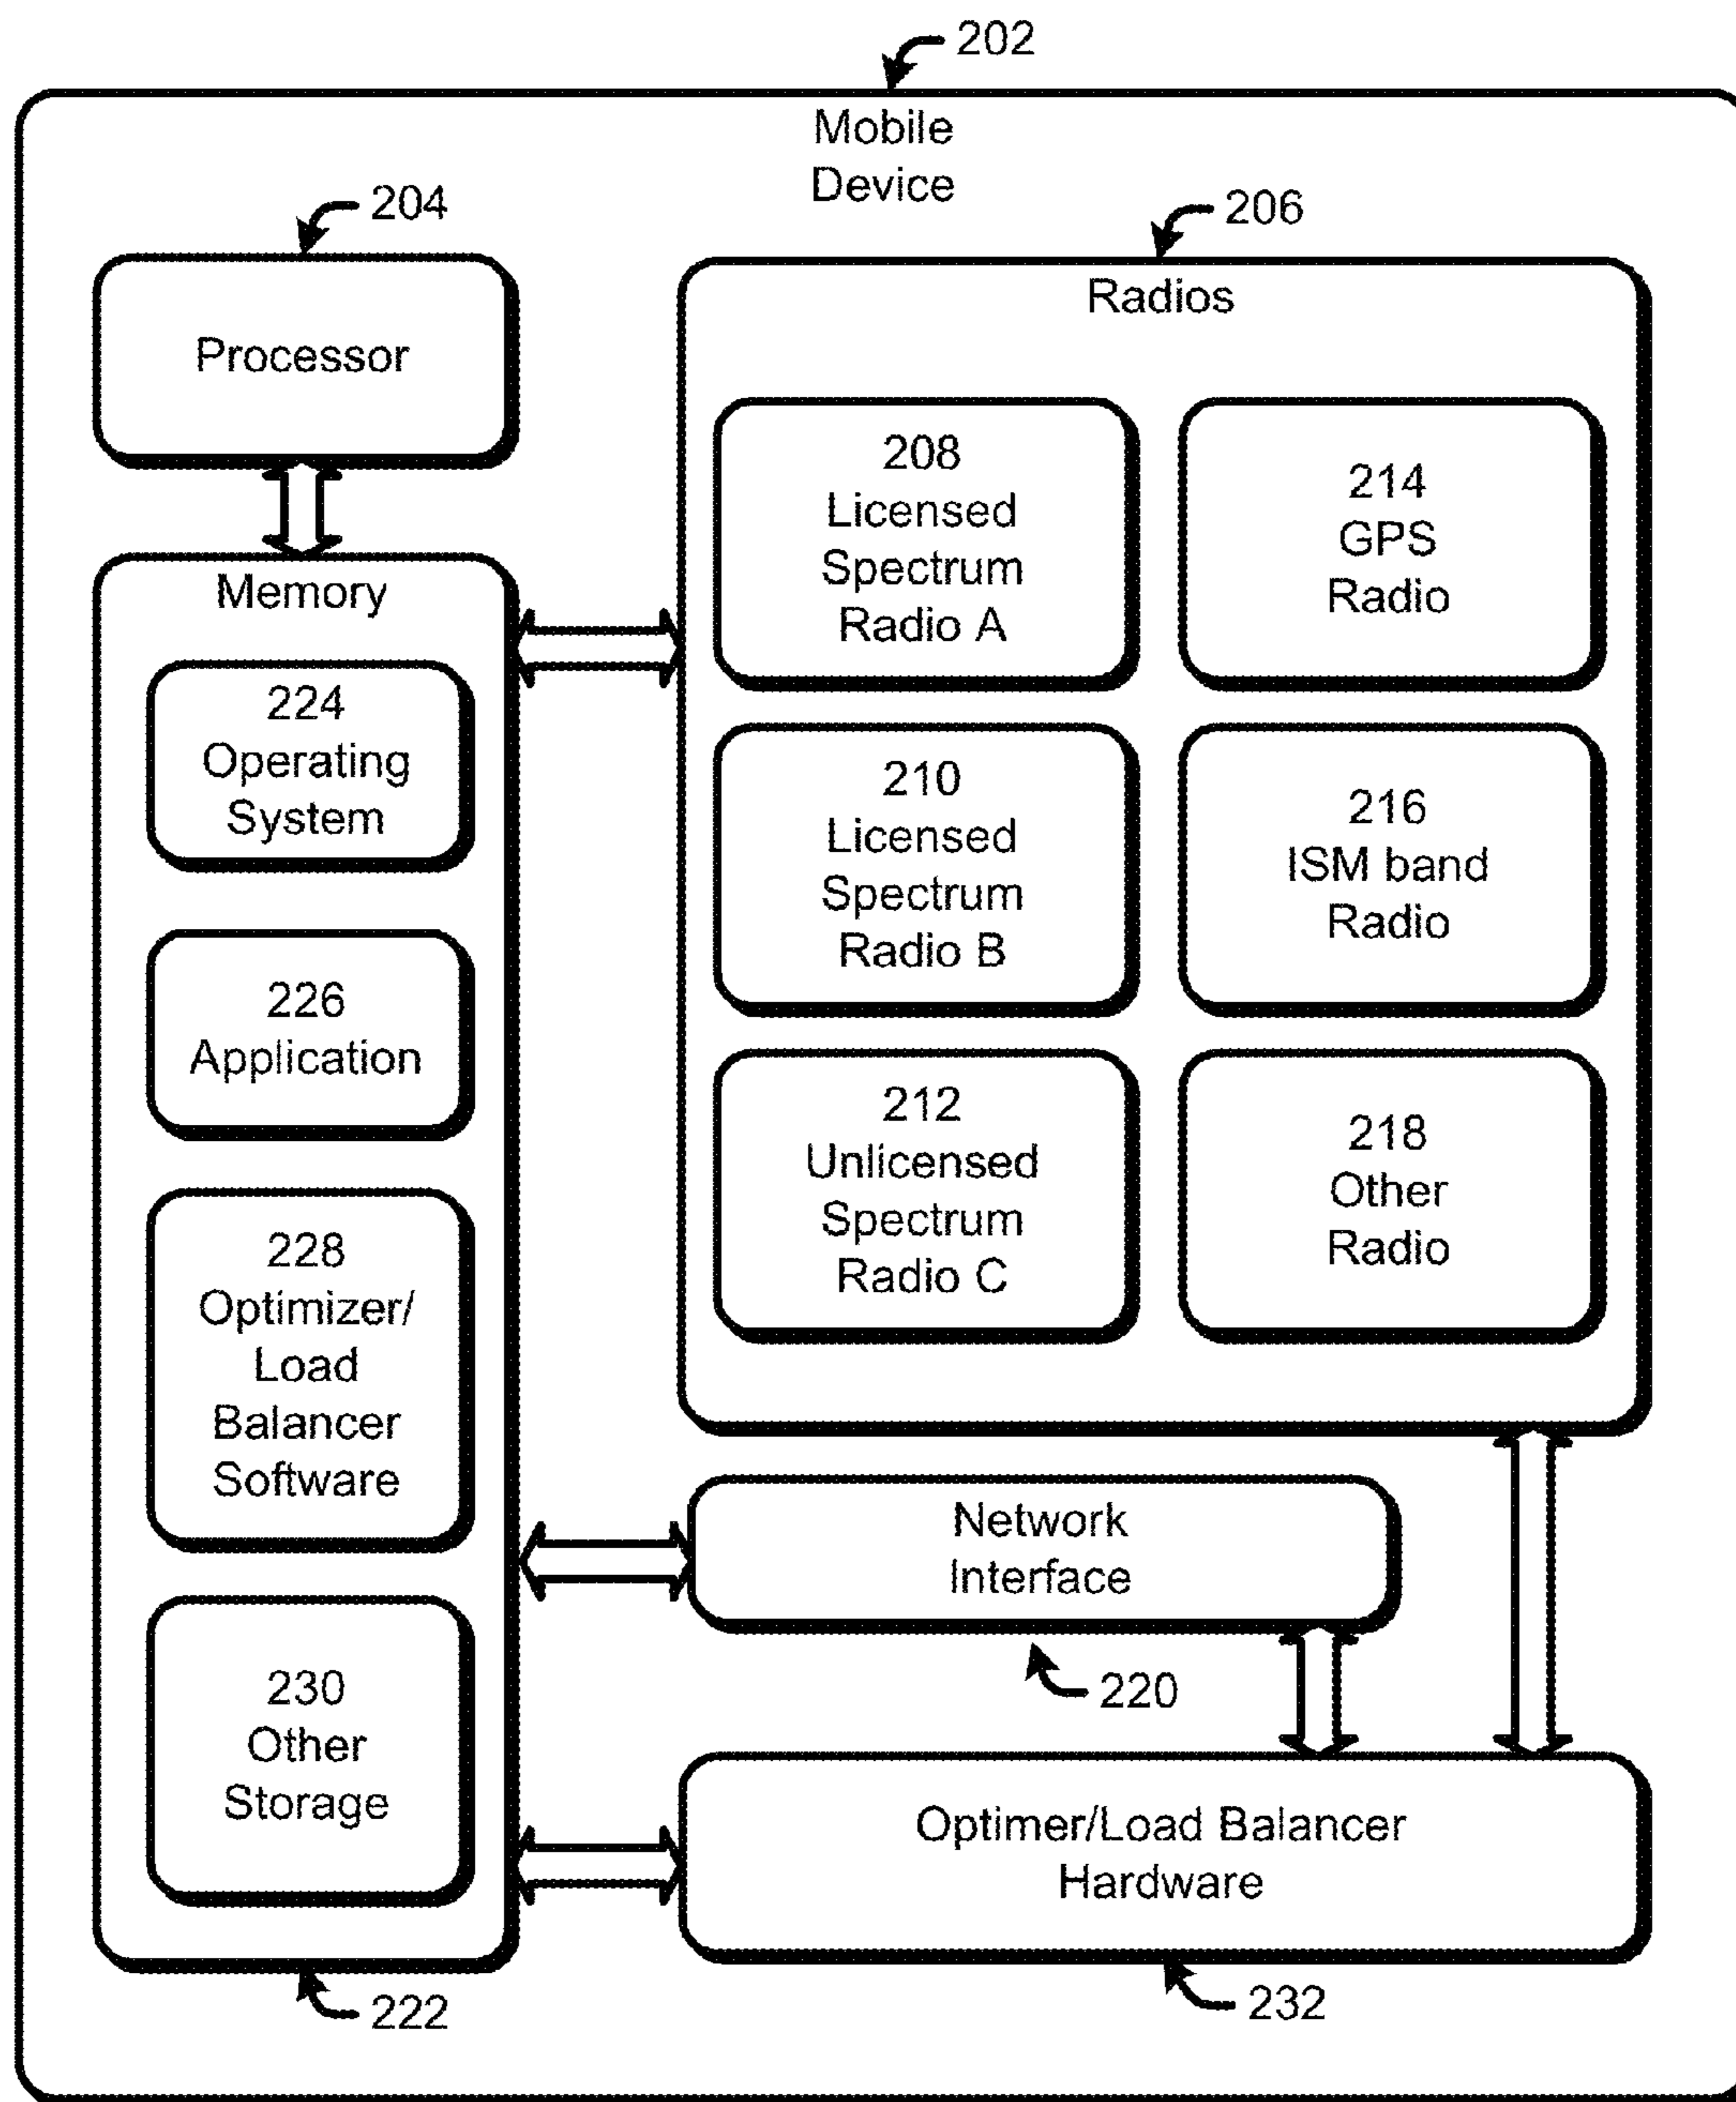 202
Mobile
Device
204
Processor
206
Radios
208
Licensed
Spectrum
Radio A
214
GPS
Radio
210
Licensed
Spectrum
Radio B
216
ISM band
Radio
212
Unlicensed
Spectrum
Radio C
218
Other
Radio
Memory
224
Operating
System
226
Application
228
Optimizer/
Load
Balancer
Software
230
Other
Storage
222
Network
Interface
220
Optimer/Load Balancer
Hardware
232